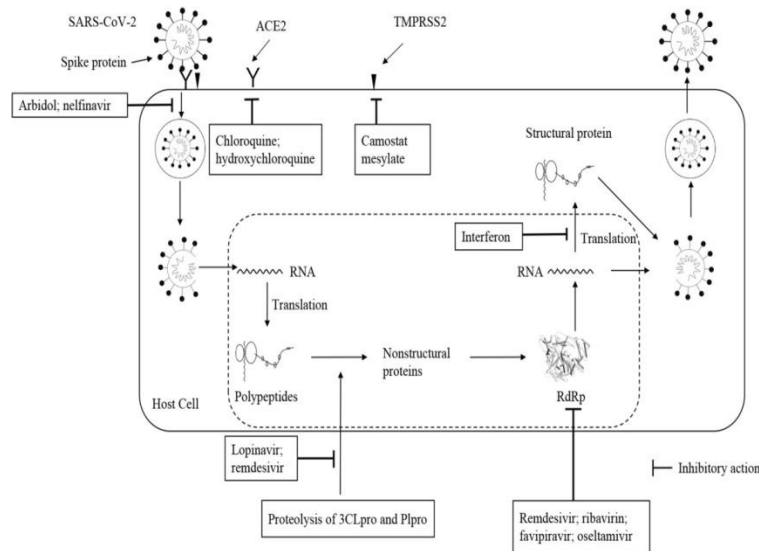 SARS-CoV-2
ACE2
TMPRSS2
Spike protein
Arbidol; nelfinavir
Chloroquine;
hydroxychloroquine
Camostat
mesylate
Structural protein
Interferon
Translation
RNA
RNA
Translation
Nonstructural
proteins
Polypeptides
RdRp
Host Cell
Lopinavir;
remdesivir
Inhibitory action
Proteolysis of 3CLpro and Plpro
Remdesivir; ribavirin;
favipiravir; oseltamivir